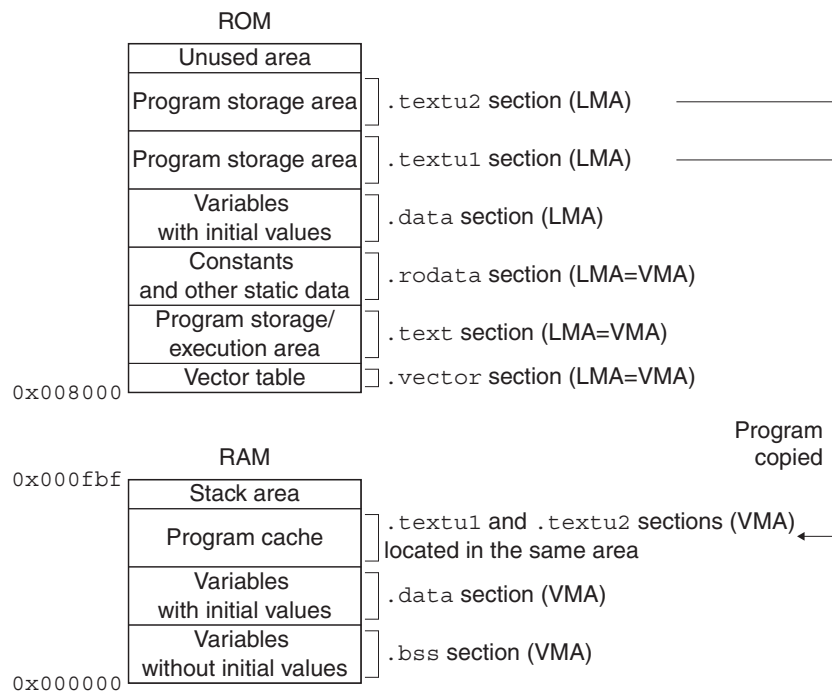 ROM
Unused area
Program storage area
.textu2 section (LMA)
Program storage area
.textu1 section (LMA)
Variables
with initial values
.data section (LMA)
Constants
and other static data
.rodata section (LMA=VMA)
Program storage/
execution area
.text section (LMA=VMA)
Vector table
.vector section (LMA=VMA)
0x008000
Program
copied
RAM
0x000fbf
Stack area
Program cache
.textu1 and .textu2 sections (VMA)
located in the same area
Variables
with initial values
.data section (VMA)
Variables
without initial values
.bss section (VMA)
0x000000